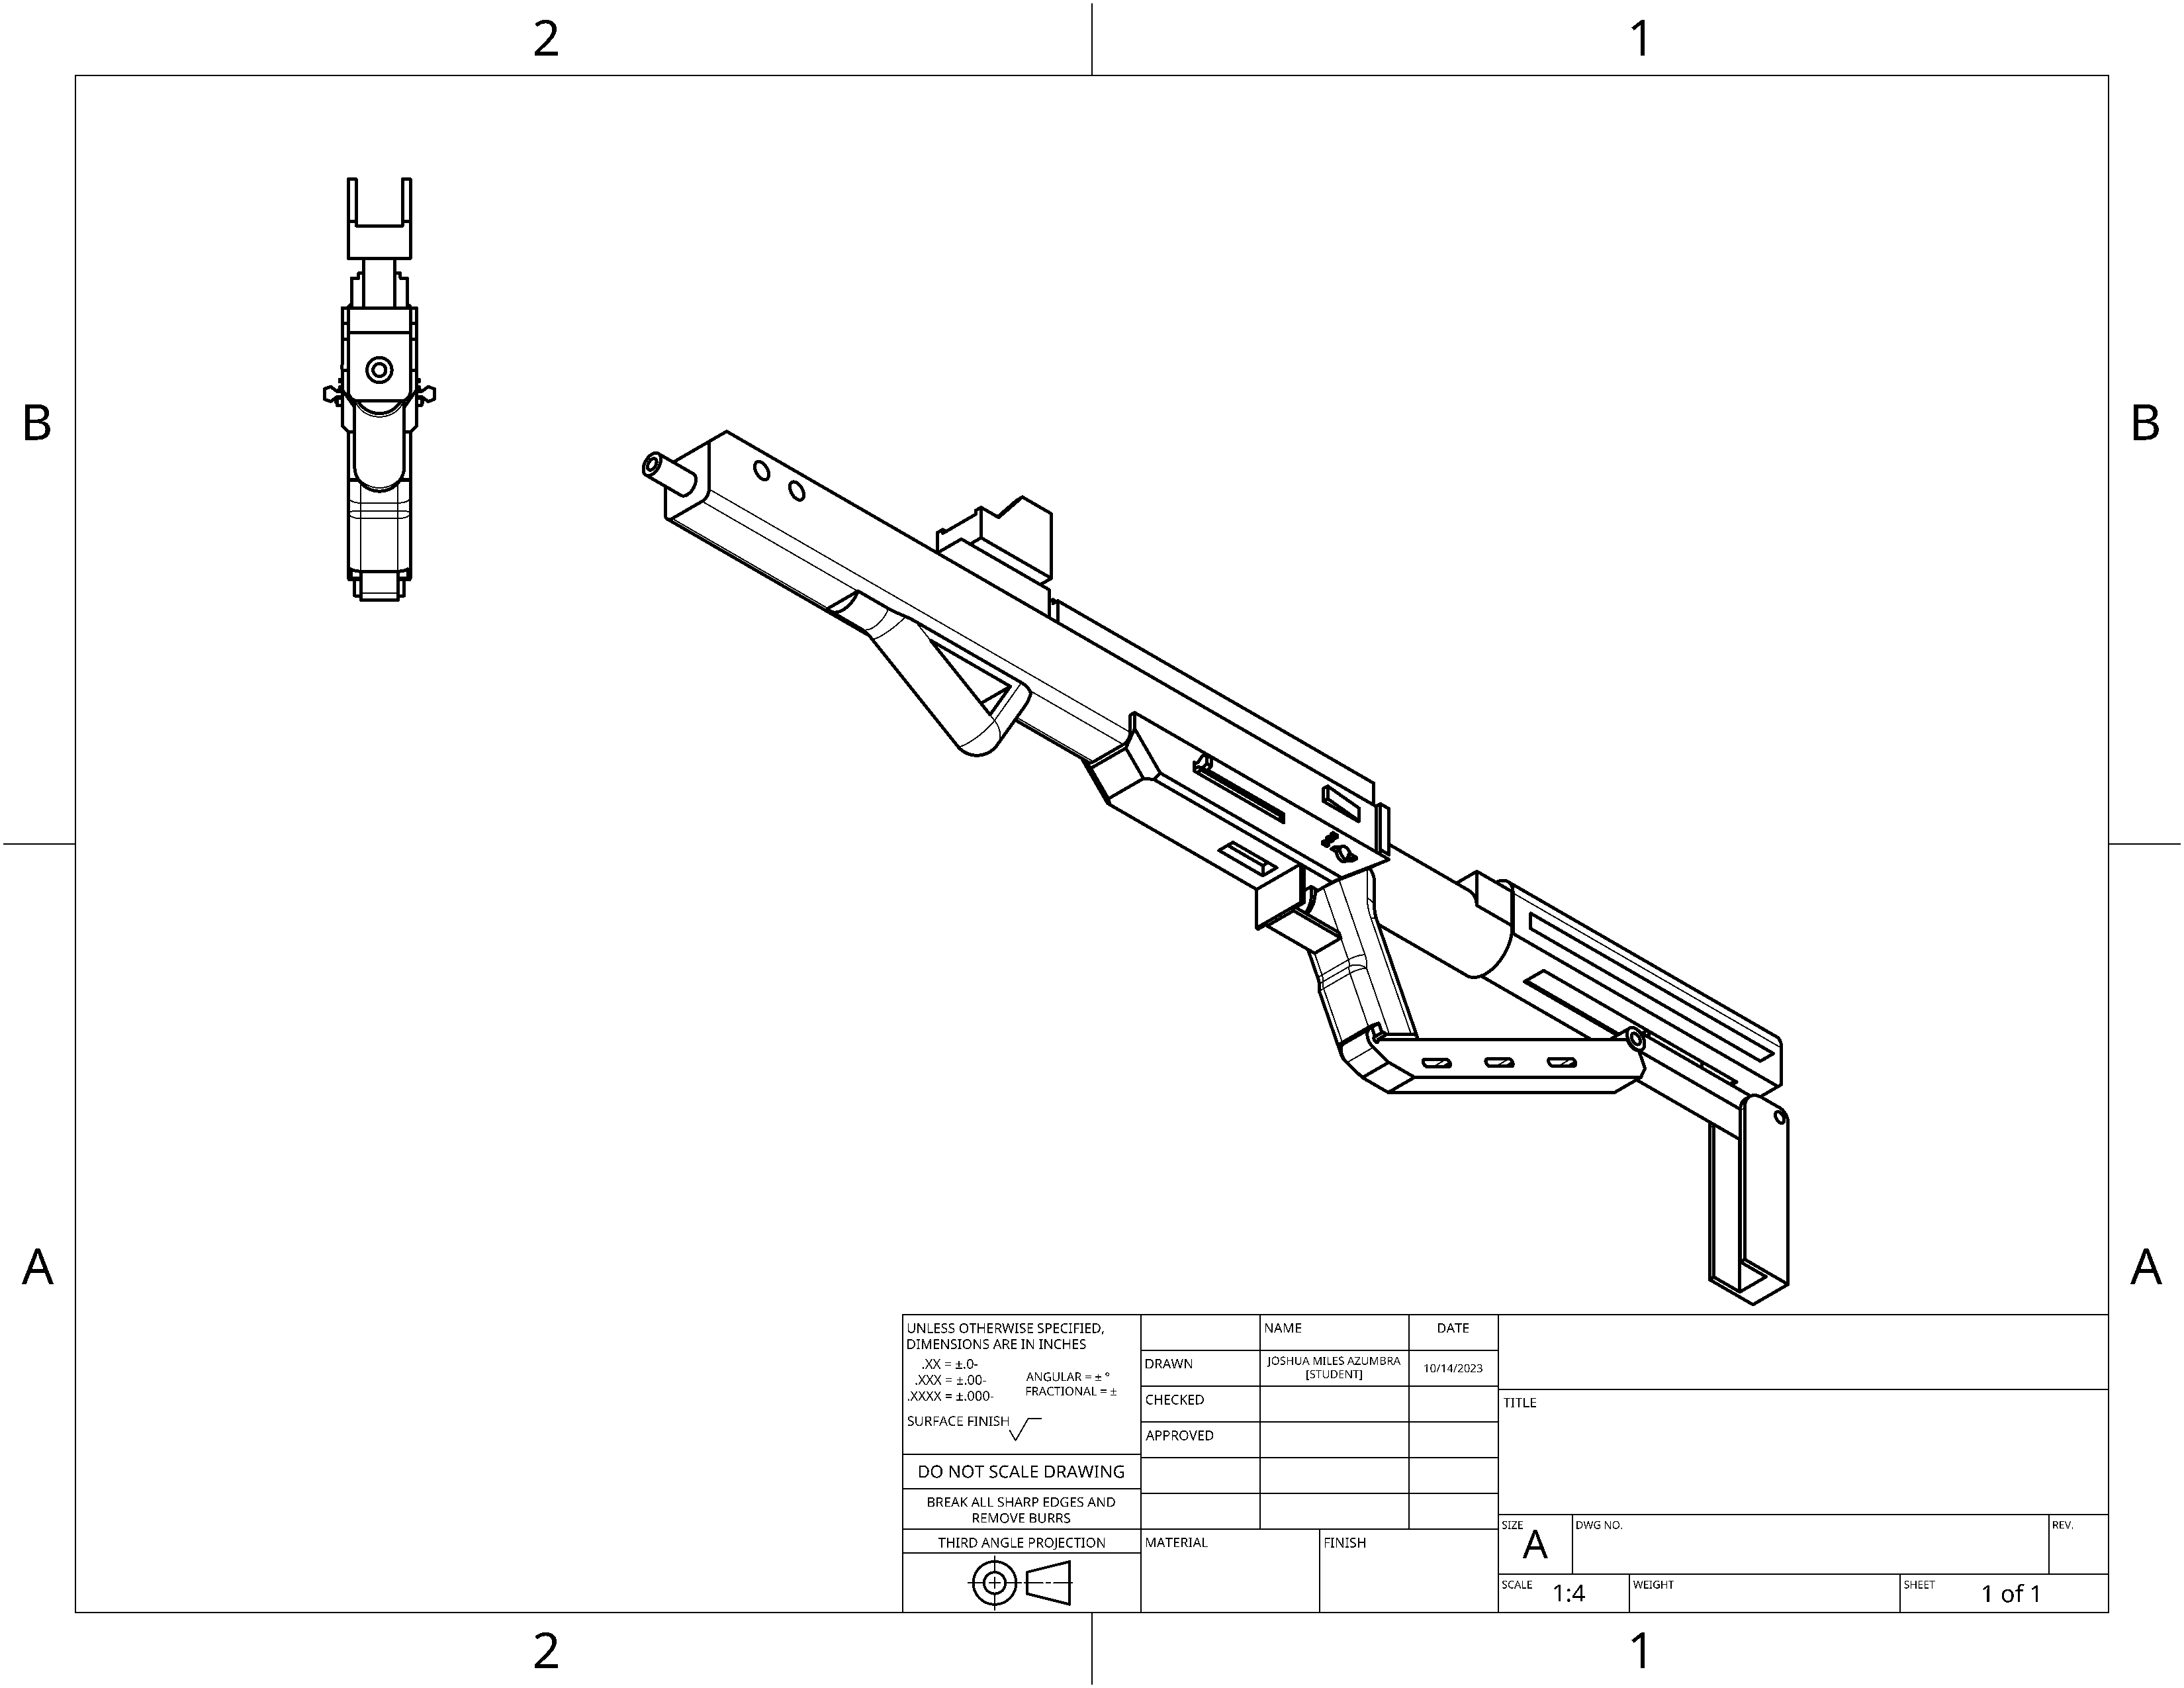 2
1
B
B
A
A
UNLESS OTHERWISE SPECIFIED,
DIMENSIONS ARE IN INCHES
.XX = ±.0-
.XXX = ±.00-
.XXXX = ±.000-
ANGULAR = ± °
FRACTIONAL = ±
SURFACE FINISH
DO NOT SCALE DRAWING
BREAK ALL SHARP EDGES AND
REMOVE BURRS
THIRD ANGLE PROJECTION
NAME
DATE
DRAWN
JOSHUA MILES AZUMBRA
[STUDENT]
10/14/2023
CHECKED
APPROVED
MATERIAL
FINISH
TITLE
SIZE
A
DWG NO.
REV.
SCALE
1:4
WEIGHT
SHEET
1 of 1
2
1